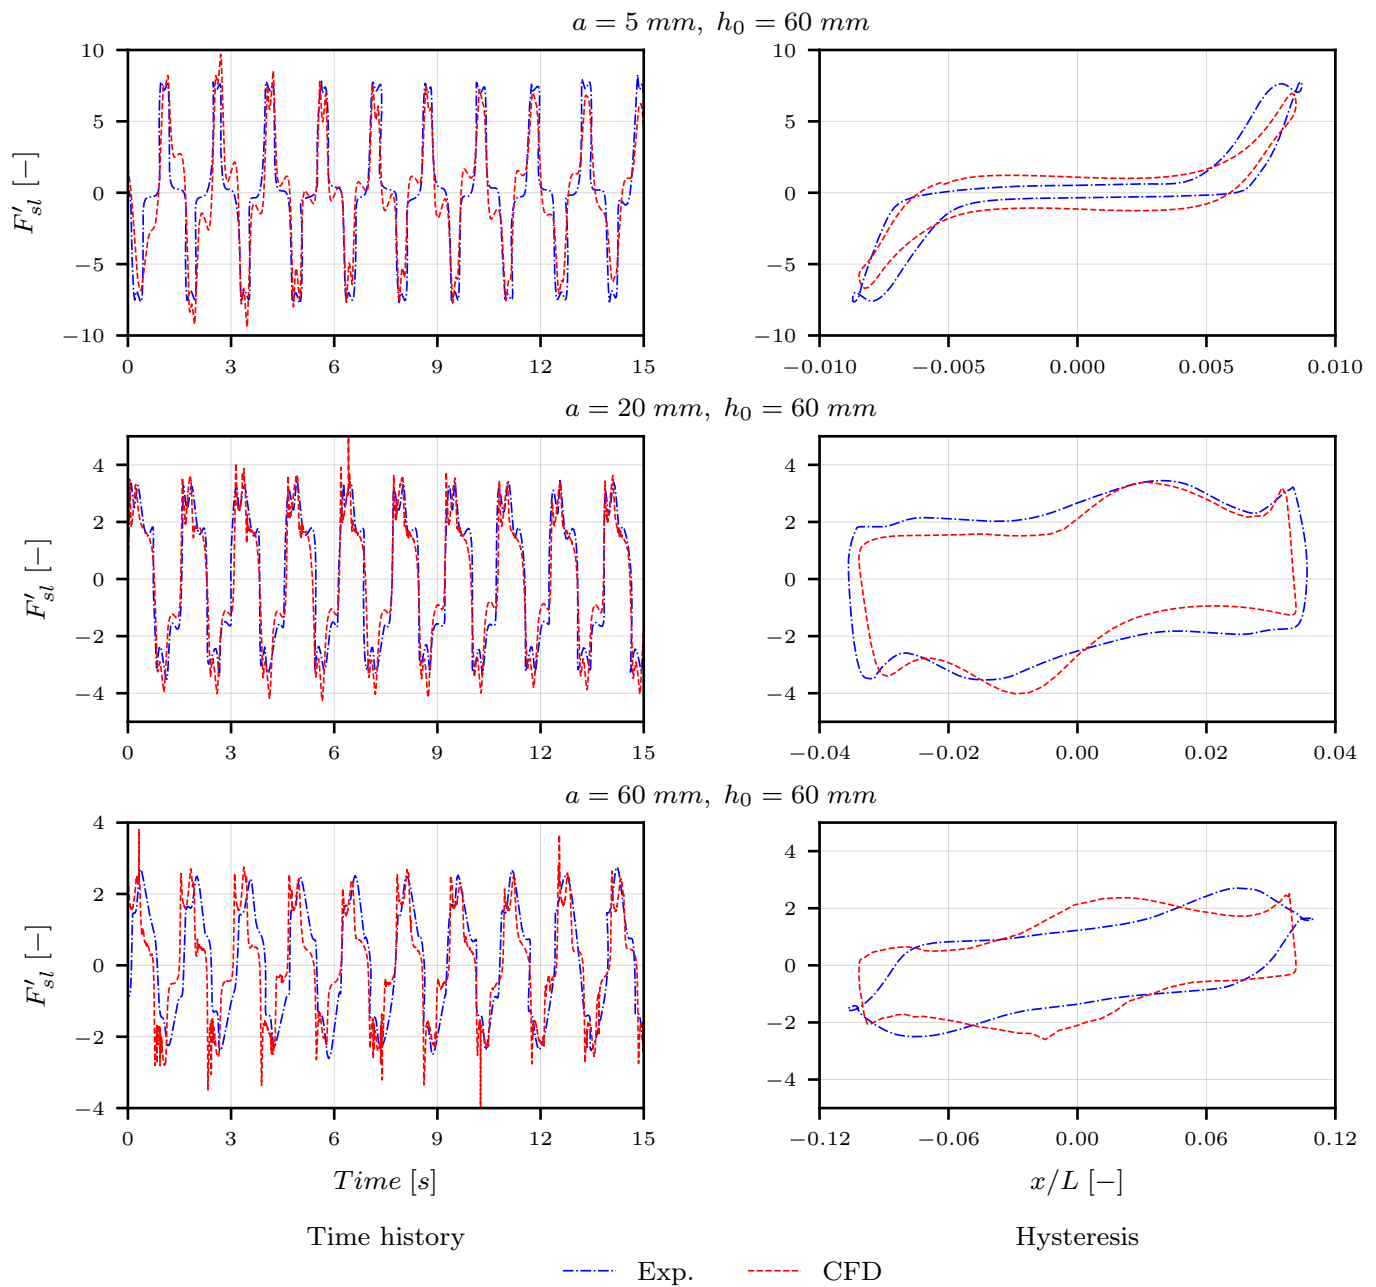 a = 5 mm, h₀ = 60 mm
10
5
0
−5
−10
F′sl [−]
0 3 6 9 12 15
10
5
0
−5
−10
−0.010 −0.005 0.000 0.005 0.010
a = 20 mm, h₀ = 60 mm
4
2
0
−2
−4
F′sl [−]
0 3 6 9 12 15
4
2
0
−2
−4
−0.04 −0.02 0.00 0.02 0.04
a = 60 mm, h₀ = 60 mm
4
2
0
−2
−4
F′sl [−]
0 3 6 9 12 15
Time [s]
4
2
0
−2
−4
−0.12 −0.06 0.00 0.06 0.12
x/L [−]
Time history Hysteresis
Exp. CFD